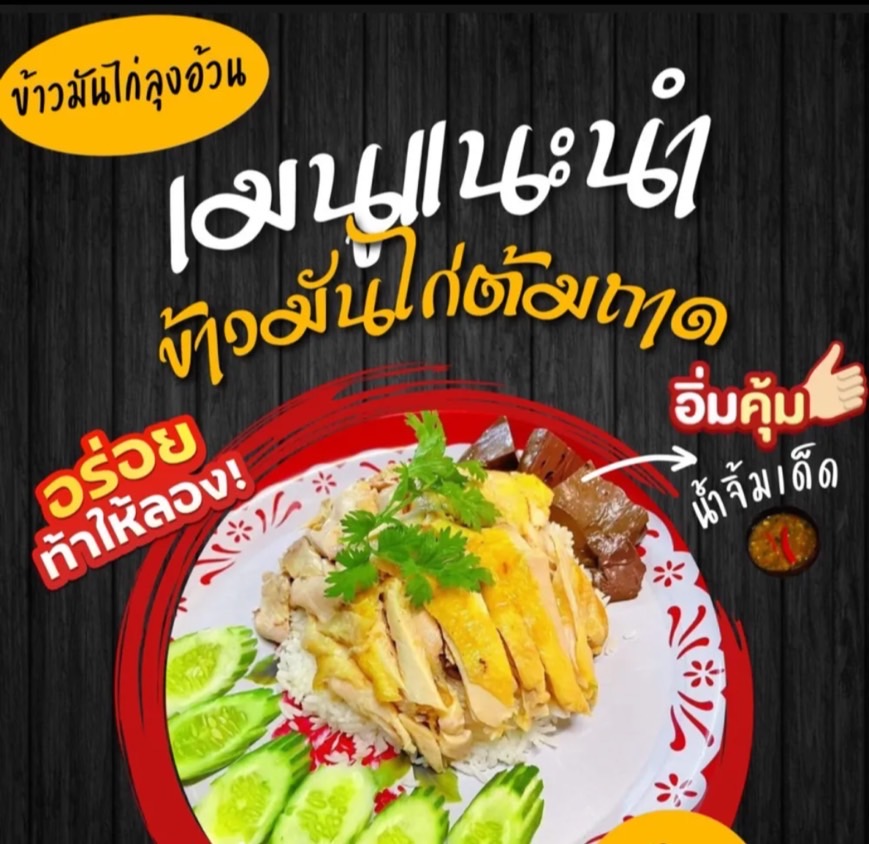 ข้าวมันไก่ลุงอ้วน
เมนูแนะนำ
ข้าวมันไก่ต้มถาด
อิ่มคุ้ม
อร่อย
ท้าให้ลอง!
น้ำจิ้มเด็ด